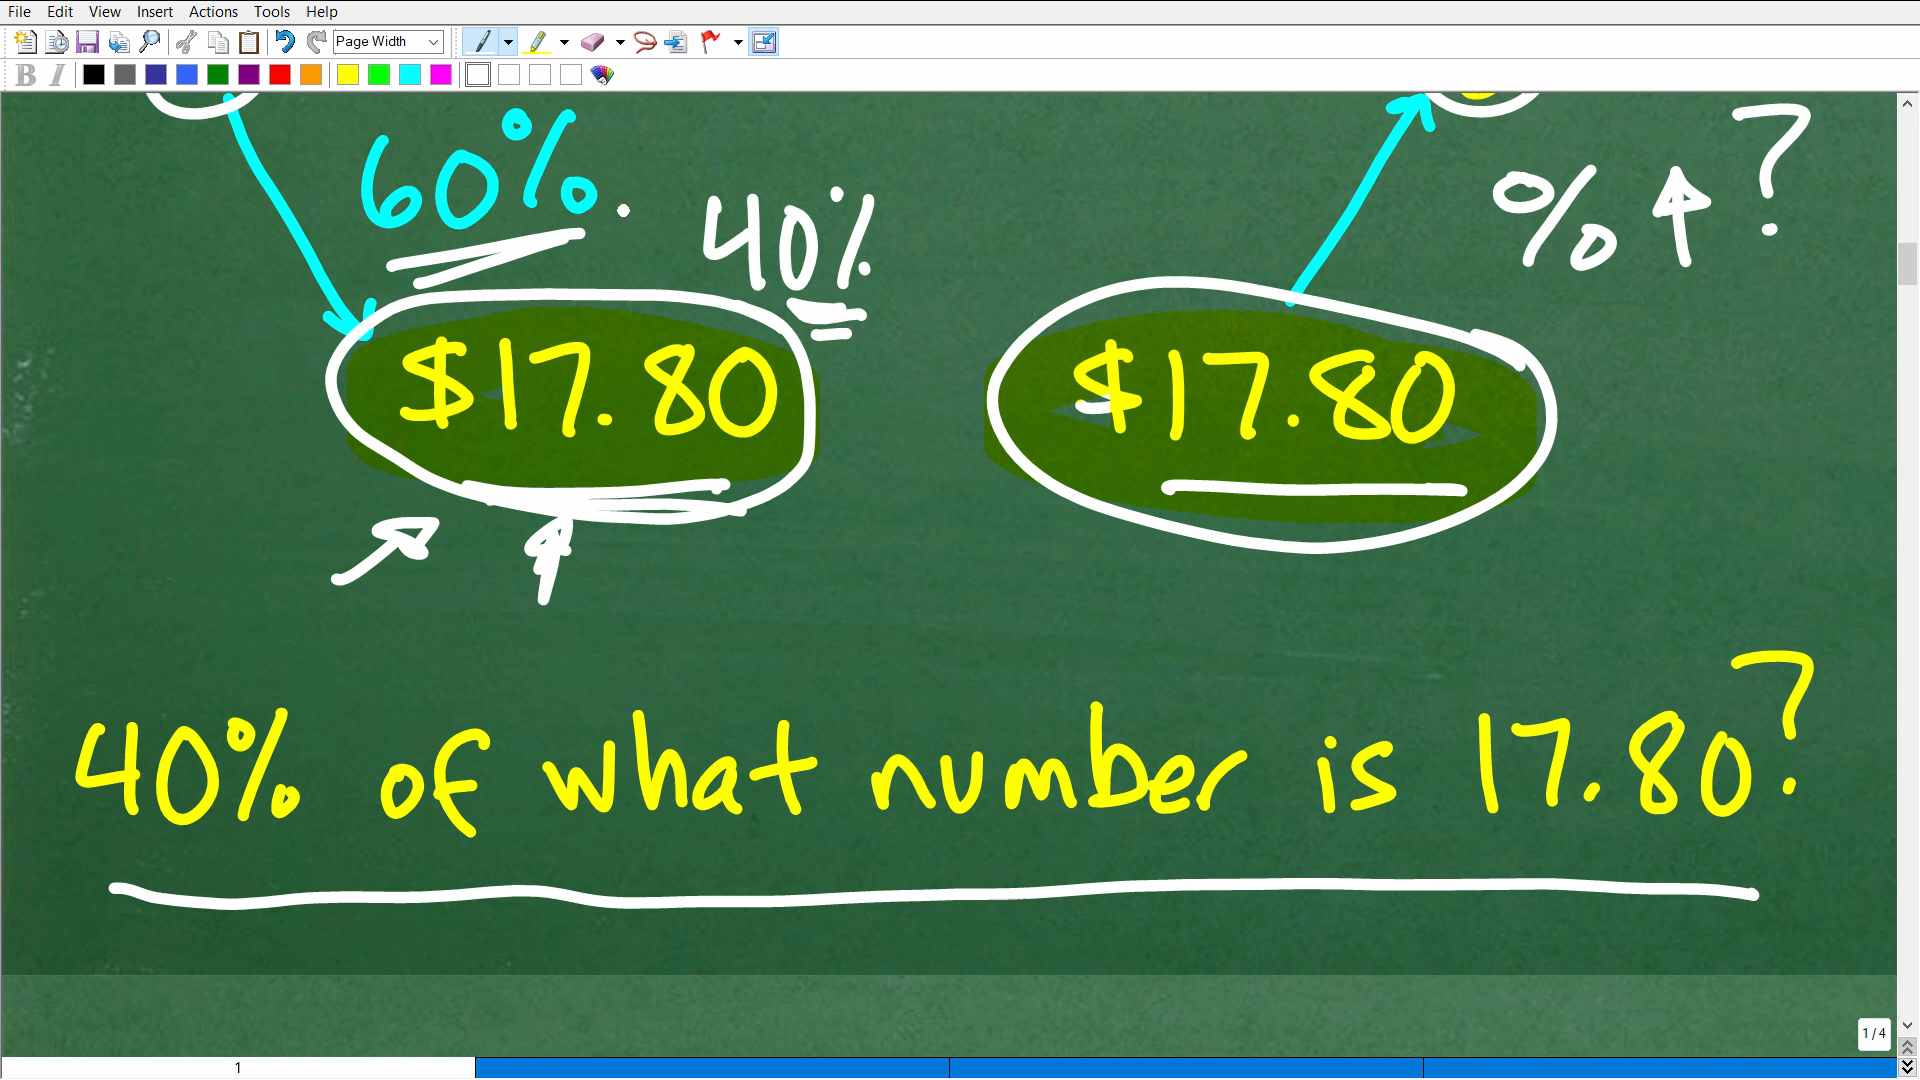 File Edit View Insert Actions Tools Help
Page Width
B I
60%.
40%
% ↑ ?
$17.80
$17.80
40% of what number is 17.80?
1 / 4
1